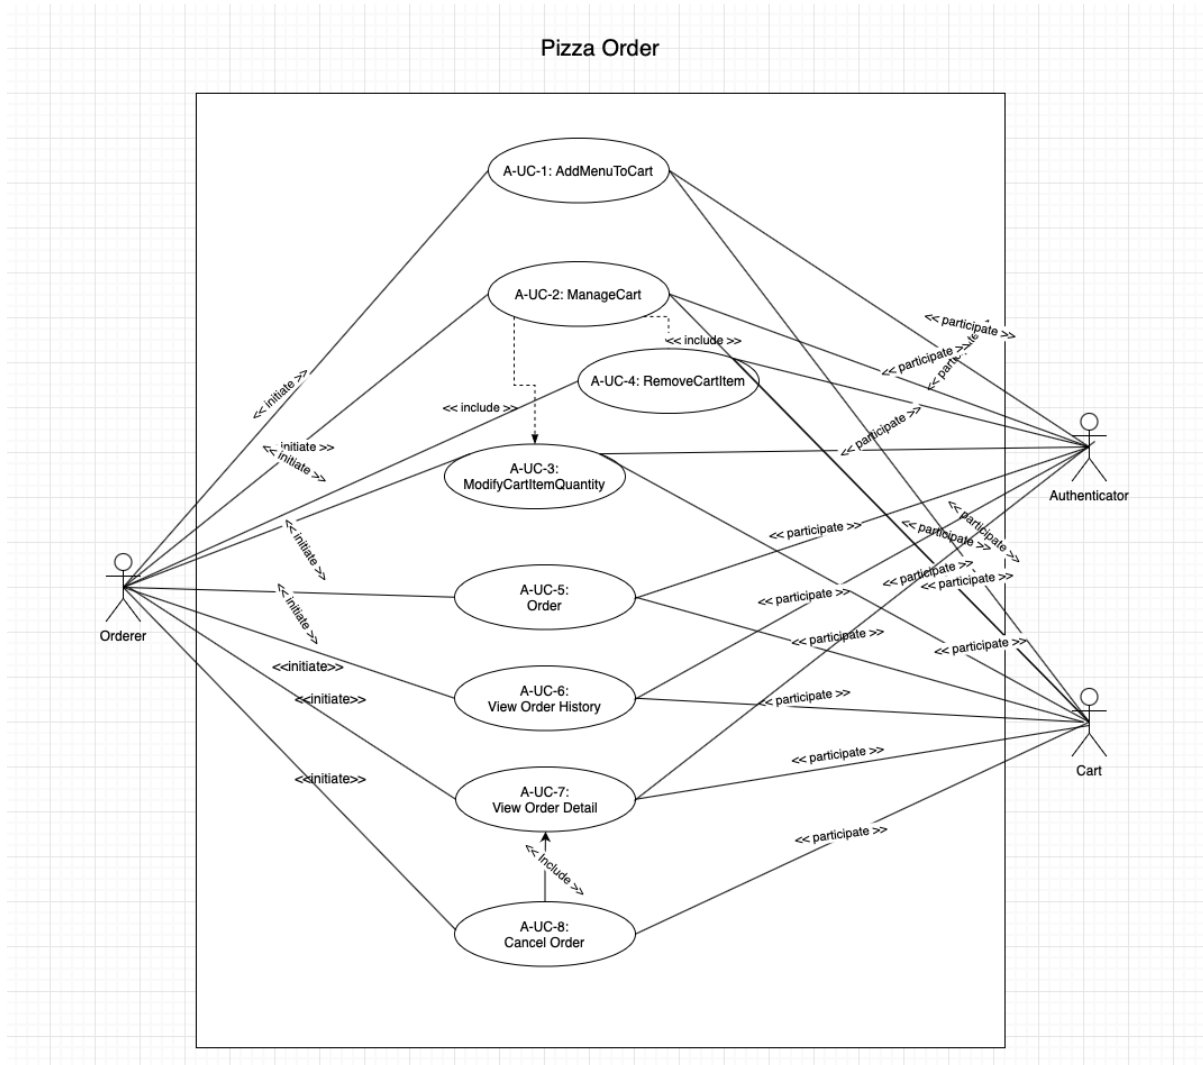 Pizza Order
A-UC-1: AddMenuToCart
A-UC-2: ManageCart
<< participate >>
<< include >>
<< participate >>
<< participate >>
A-UC-4: RemoveCartItem
<< initiate >>
<< include >>
<< participate >>
initiate >>
<< initiate >>
A-UC-3:
ModifyCartItemQuantity
Authenticator
<< participate >>
<< participate >>
<< participate >>
<< initiate >>
<< participate >>
<< participate >>
A-UC-5:
Order
<< participate >>
<< initiate >>
Orderer
<< participate >>
<< participate >>
<<initiate>>
A-UC-6:
View Order History
<<initiate>>
<< participate >>
<< participate >>
Cart
<<initiate>>
A-UC-7:
View Order Detail
<< participate >>
<< Include >>
A-UC-8:
Cancel Order